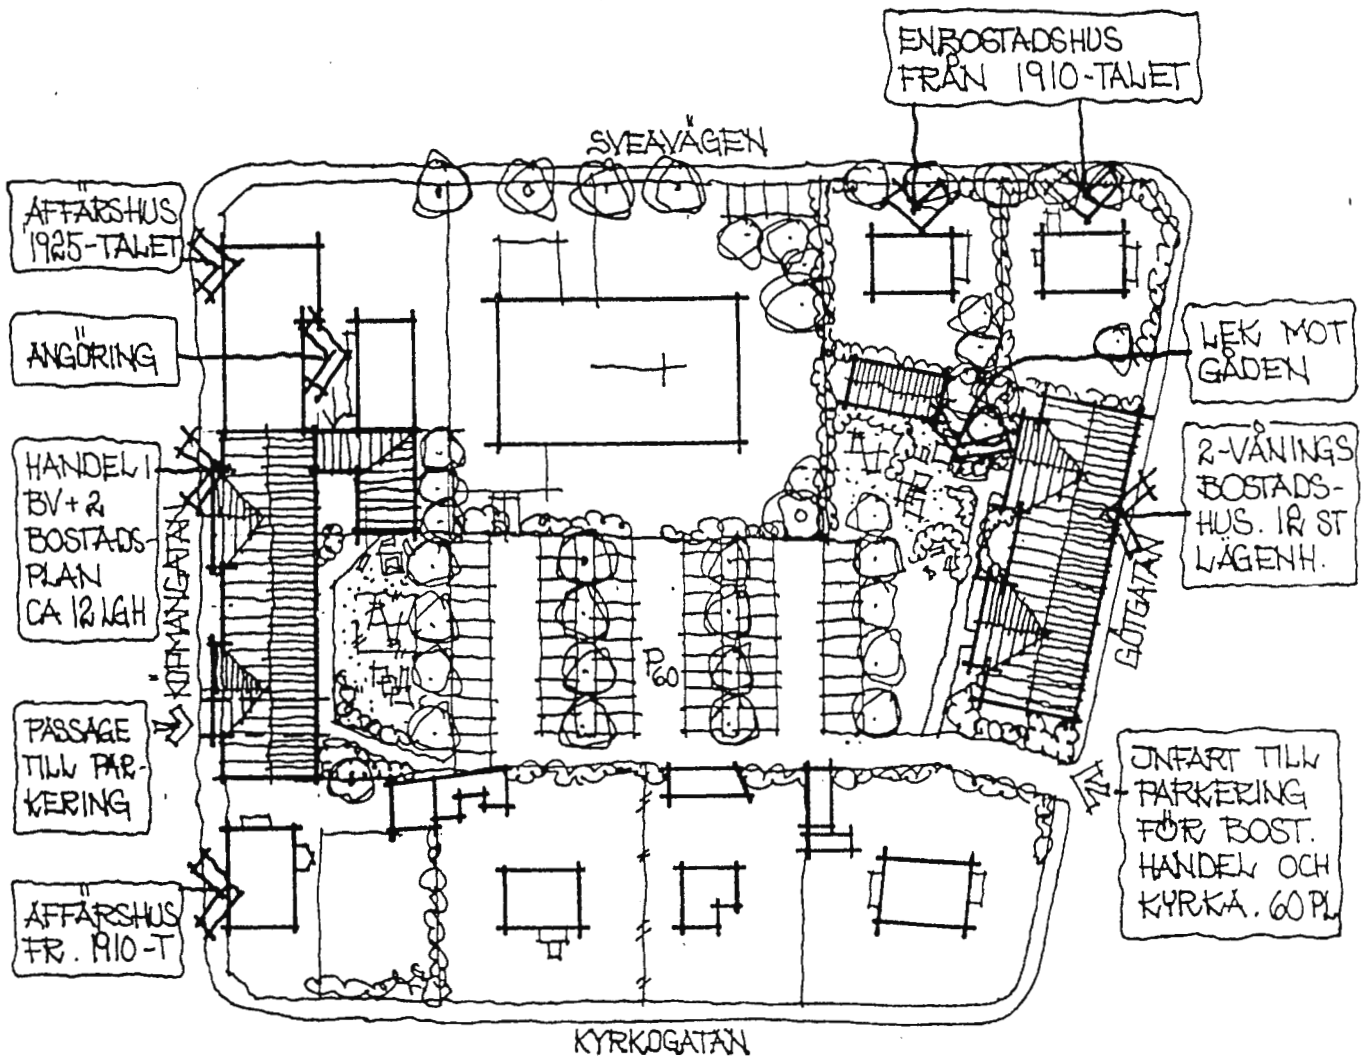 ENBOSTADSHUS
FRÅN 1910-TALET
SVEAVÄGEN
AFFÄRSHUS
1925-TALET
ANGÖRING
LEK MOT
GÅDEN
HANDEL I
BV + 2
BOSTADS-
PLAN
CA 12 LGH
2-VÅNINGS
BOSTADS-
HUS. 12 ST
LÄGENH.
KÖPMANGATAN
GÖTGATAN
P60
PASSAGE
TILL PAR-
KERING
INFART TILL
PARKERING
FÖR BOST.
HANDEL OCH
KYRKA. 60 PL
AFFÄRSHUS
FR. 1910-T
KYRKOGATAN